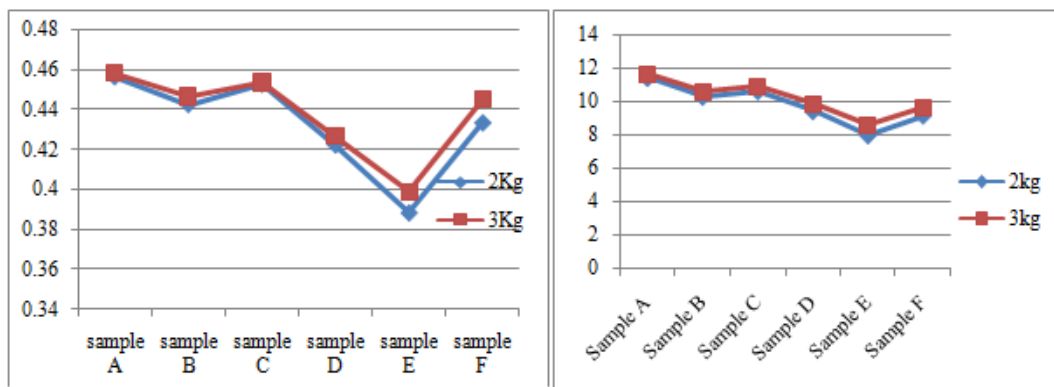 0.48
0.46
0.44
0.42
0.4
0.38
0.36
0.34
sample A
sample B
sample C
sample D
sample E
sample F
2Kg
3Kg
14
12
10
8
6
4
2
0
Sample A
Sample B
Sample C
Sample D
Sample E
Sample F
2kg
3kg